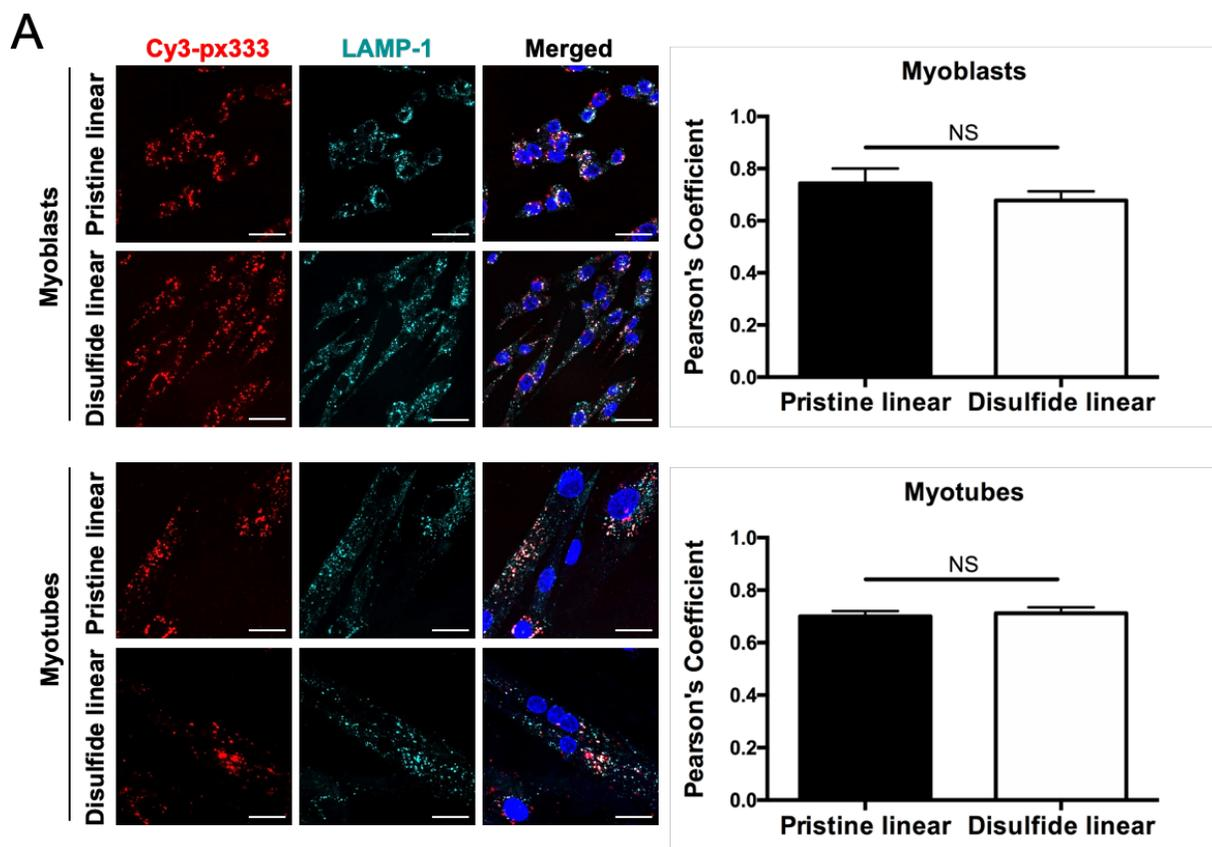 A
Cy3-px333
LAMP-1
Merged
Myoblasts
Pristine linear
Disulfide linear
Myoblasts
Pearson's Coefficient
1.0
0.8
0.6
0.4
0.2
0.0
NS
Pristine linear
Disulfide linear
Myotubes
Pristine linear
Disulfide linear
Myotubes
Pearson's Coefficient
1.0
0.8
0.6
0.4
0.2
0.0
NS
Pristine linear
Disulfide linear